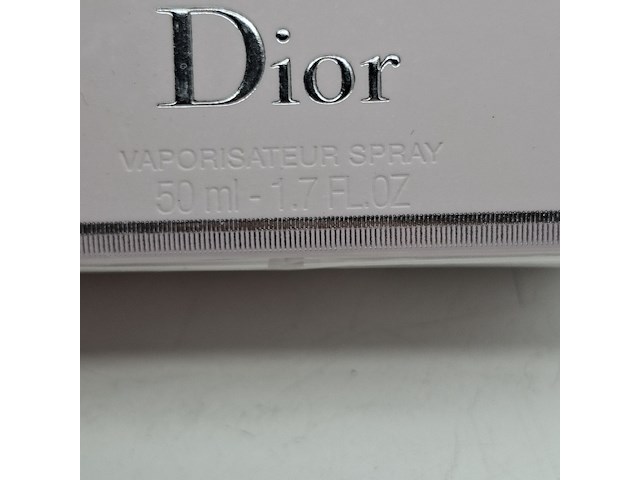 Dior
VAPORISATEUR SPRAY
50 ml - 1.7 FL.OZ